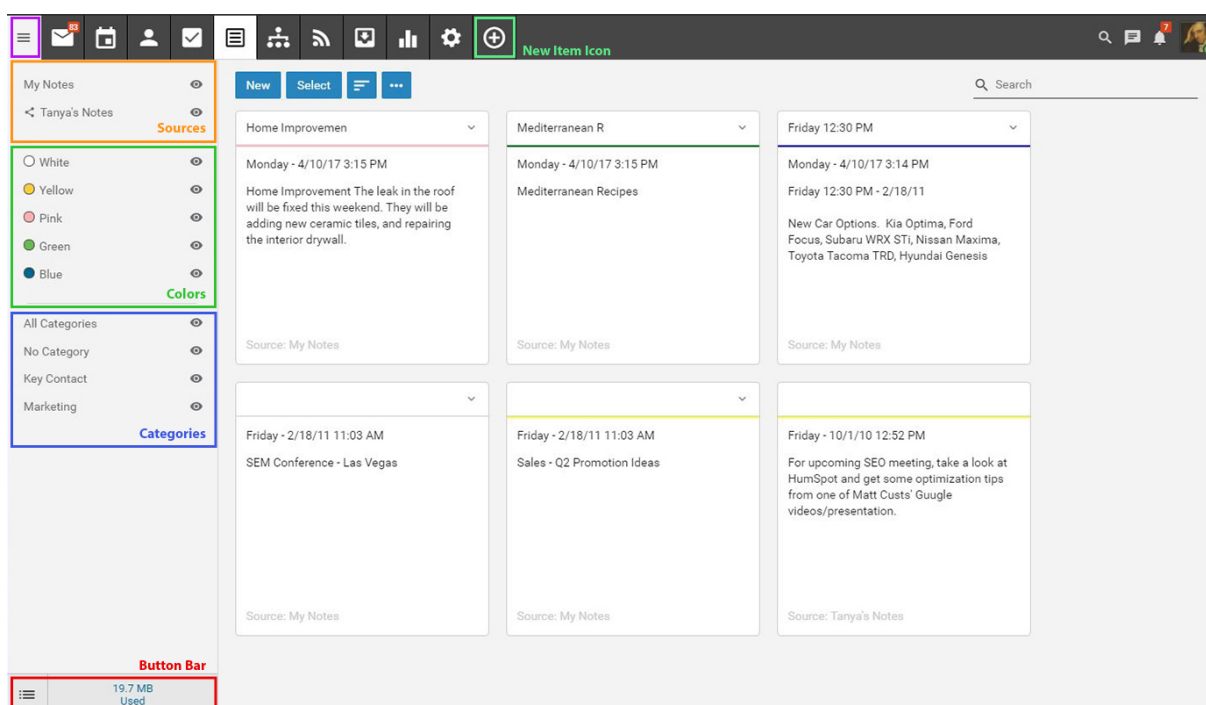 83
7
New Item Icon
My Notes
Tanya's Notes
Sources
White
Yellow
Pink
Green
Blue
Colors
All Categories
No Category
Key Contact
Marketing
Categories
Button Bar
19.7 MB
Used
New
Select
Search
Home Improvemen
Monday - 4/10/17 3:15 PM
Home Improvement The leak in the roof
will be fixed this weekend. They will be
adding new ceramic tiles, and repairing
the interior drywall.
Source: My Notes
Mediterranean R
Monday - 4/10/17 3:15 PM
Mediterranean Recipes
Source: My Notes
Friday 12:30 PM
Monday - 4/10/17 3:14 PM
Friday 12:30 PM - 2/18/11
New Car Options. Kia Optima, Ford
Focus, Subaru WRX STi, Nissan Maxima,
Toyota Tacoma TRD, Hyundai Genesis
Source: My Notes
Friday - 2/18/11 11:03 AM
SEM Conference - Las Vegas
Source: My Notes
Friday - 2/18/11 11:03 AM
Sales - Q2 Promotion Ideas
Source: My Notes
Friday - 10/1/10 12:52 PM
For upcoming SEO meeting, take a look at
HumSpot and get some optimization tips
from one of Matt Custs' Guugle
videos/presentation.
Source: Tanya's Notes